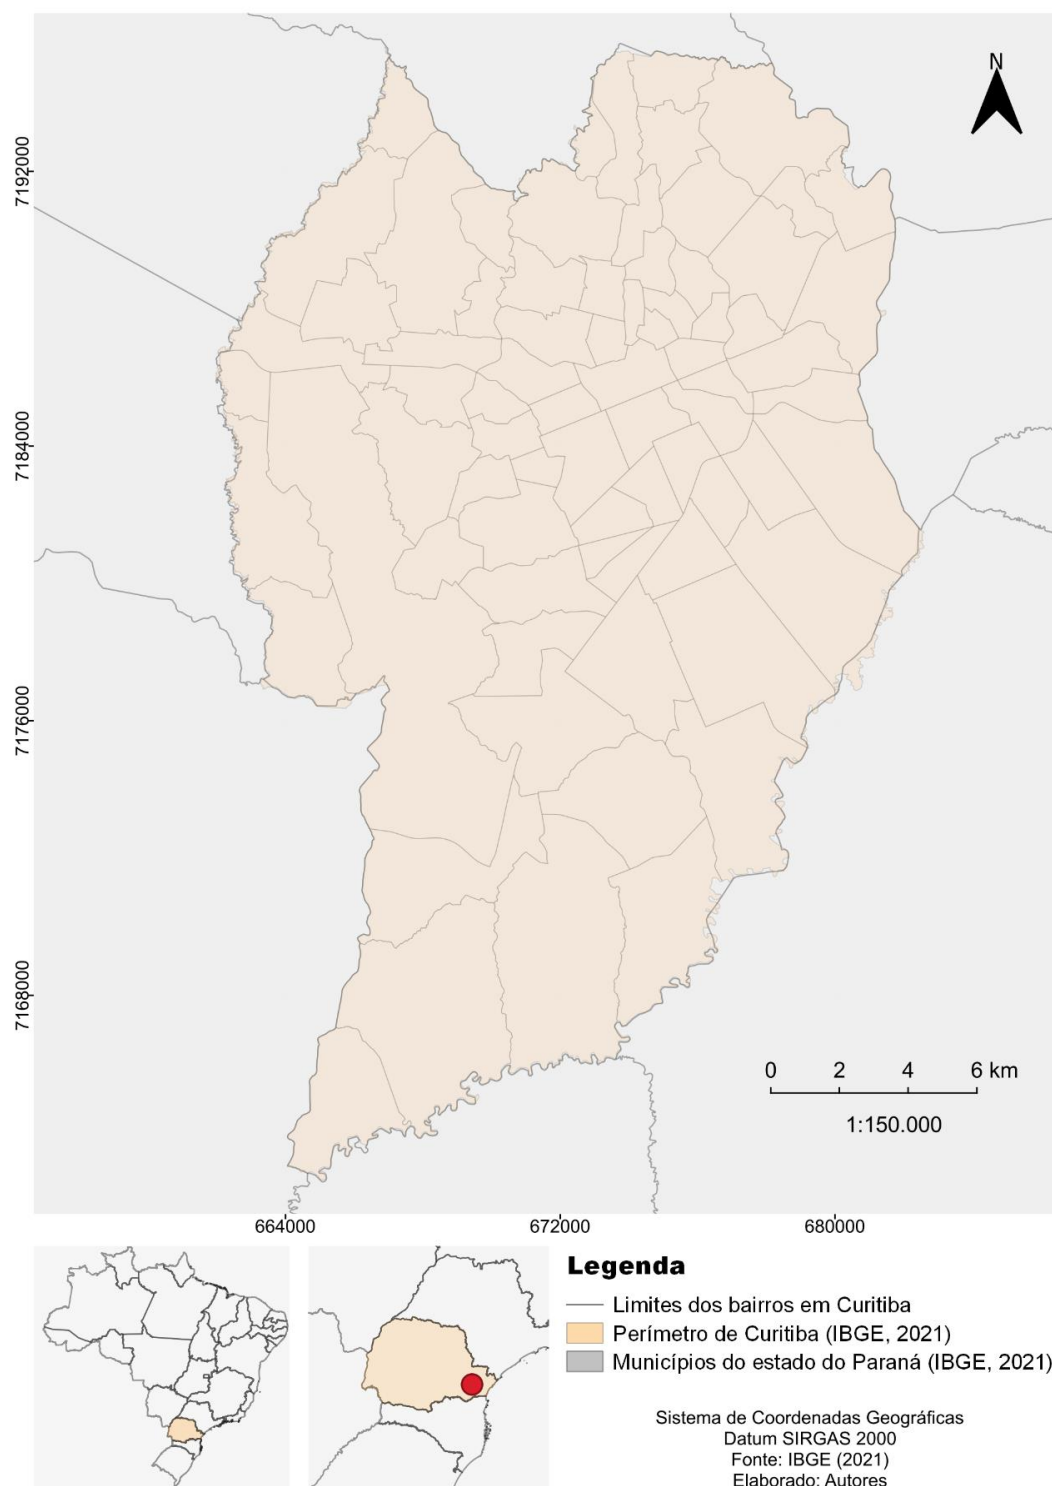 N
7192000
7184000
7176000
7168000
0 2 4 6 km
1:150.000
664000 672000 680000
Legenda
Limites dos bairros em Curitiba
Perímetro de Curitiba (IBGE, 2021)
Municípios do estado do Paraná (IBGE, 2021)
Sistema de Coordenadas Geográficas
Datum SIRGAS 2000
Fonte: IBGE (2021)
Elaborado: Autores